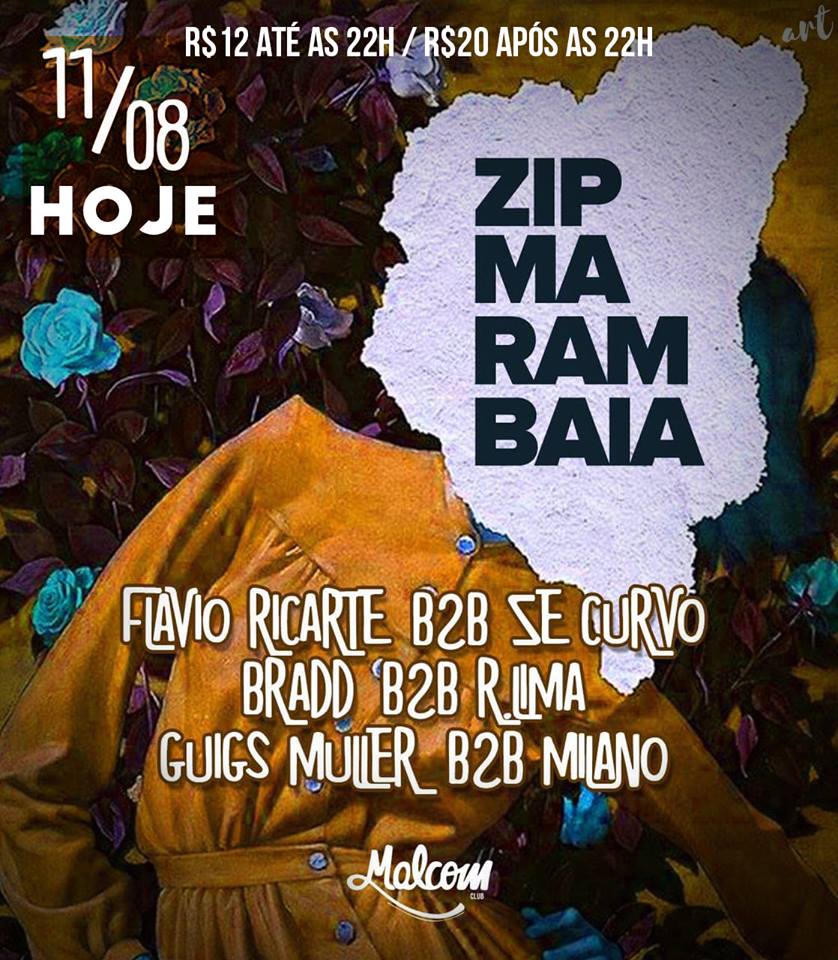 R$12 ATÉ AS 22H / R$20 APÓS AS 22H
art
11/08
HOJE
ZIP
MA
RAM
BAIA
FLAVIO RICARTE B2B ZE CURVO
BRADD B2B R.LIMA
GUIGS MULLER B2B MILANO
Malcom
CLUB